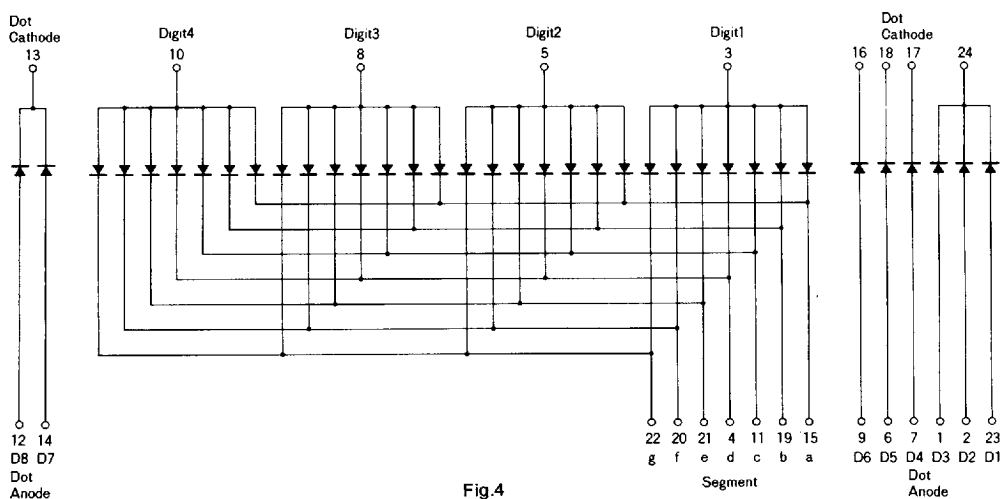 Dot
Cathode
13
Digit4
10
Digit3
8
Digit2
5
Digit1
3
Dot
Cathode
16 18 17 24
12 14
D8 D7
Dot
Anode
22 20 21 4 11 19 15
g f e d c b a
Segment
9 6 7 1 2 23
D6 D5 D4 D3 D2 D1
Dot
Anode
Fig.4